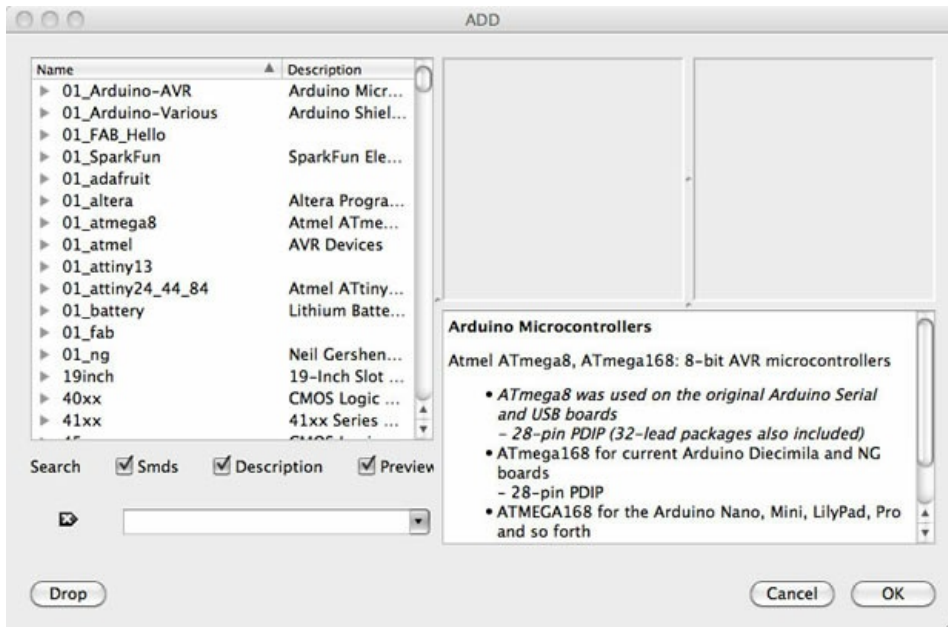 ADD
Name Description
01_Arduino-AVR Arduino Micr...
01_Arduino-Various Arduino Shiel...
01_FAB_Hello
01_SparkFun SparkFun Ele...
01_adafruit
01_altera Altera Progra...
01_atmega8 Atmel ATme...
01_atmel AVR Devices
01_attiny13
01_attiny24_44_84 Atmel ATtiny...
01_battery Lithium Batte...
01_fab
01_ng Neil Gershen...
19inch 19-Inch Slot ...
40xx CMOS Logic ...
41xx 41xx Series ...
Search Smds Description Preview
Drop
Arduino Microcontrollers
Atmel ATmega8, ATmega168: 8-bit AVR microcontrollers
• ATmega8 was used on the original Arduino Serial
and USB boards
- 28-pin PDIP (32-lead packages also included)
• ATmega168 for current Arduino Diecimila and NG
boards
- 28-pin PDIP
• ATMEGA168 for the Arduino Nano, Mini, LilyPad, Pro
and so forth
Cancel OK